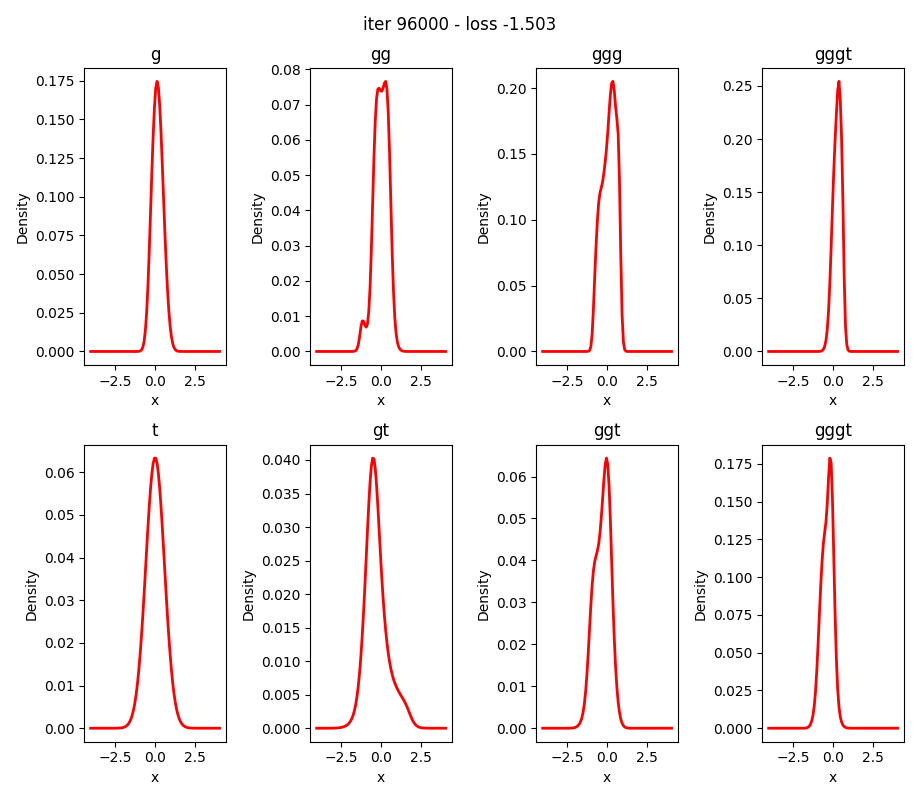 iter 96000 - loss -1.503
g
gg
ggg
gggt
0.175
0.150
0.125
0.100
0.075
0.050
0.025
0.000
Density
−2.5 0.0 2.5
x
0.08
0.07
0.06
0.05
0.04
0.03
0.02
0.01
0.00
Density
−2.5 0.0 2.5
x
0.20
0.15
0.10
0.05
0.00
Density
−2.5 0.0 2.5
x
0.25
0.20
0.15
0.10
0.05
0.00
Density
−2.5 0.0 2.5
x
t
gt
ggt
gggt
0.06
0.05
0.04
0.03
0.02
0.01
0.00
Density
−2.5 0.0 2.5
x
0.040
0.035
0.030
0.025
0.020
0.015
0.010
0.005
0.000
Density
−2.5 0.0 2.5
x
0.06
0.05
0.04
0.03
0.02
0.01
0.00
Density
−2.5 0.0 2.5
x
0.175
0.150
0.125
0.100
0.075
0.050
0.025
0.000
Density
−2.5 0.0 2.5
x